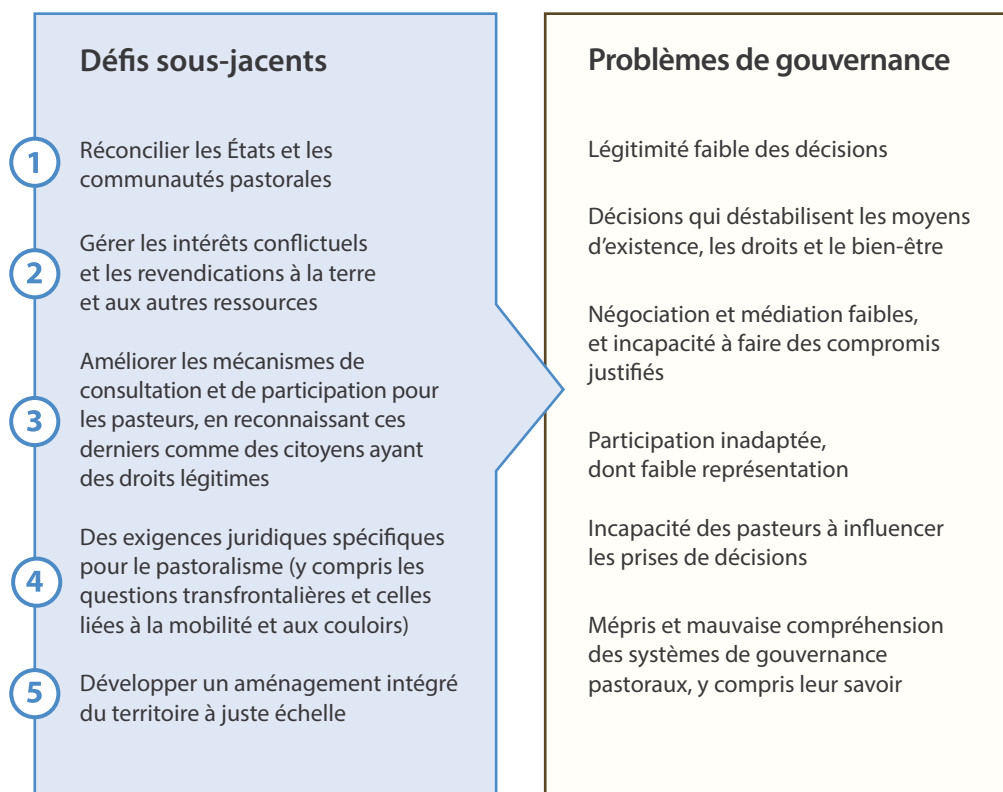 Défis sous-jacents
1
Réconcilier les États et les
communautés pastorales
2
Gérer les intérêts conflictuels
et les revendications à la terre
et aux autres ressources
3
Améliorer les mécanismes de
consultation et de participation pour
les pasteurs, en reconnaissant ces
derniers comme des citoyens ayant
des droits légitimes
4
Des exigences juridiques spécifiques
pour le pastoralisme (y compris les
questions transfrontalières et celles
liées à la mobilité et aux couloirs)
5
Développer un aménagement intégré
du territoire à juste échelle
Problèmes de gouvernance
Légitimité faible des décisions
Décisions qui déstabilisent les moyens
d’existence, les droits et le bien-être
Négociation et médiation faibles,
et incapacité à faire des compromis
justifiés
Participation inadaptée,
dont faible représentation
Incapacité des pasteurs à influencer
les prises de décisions
Mépris et mauvaise compréhension
des systèmes de gouvernance
pastoraux, y compris leur savoir